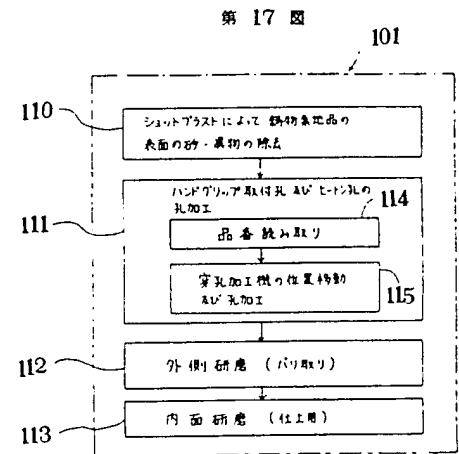 第17図
101
110
ショットブラストによって鋳物素地品の
表面の砂・異物の除去
ハンドグリップ取付孔及びヒートン孔の
孔加工
111
114
品番読み取り
穿孔加工機の位置移動
及び孔加工
115
112
外側研磨(バリ取り)
113
内面研磨(仕上用)